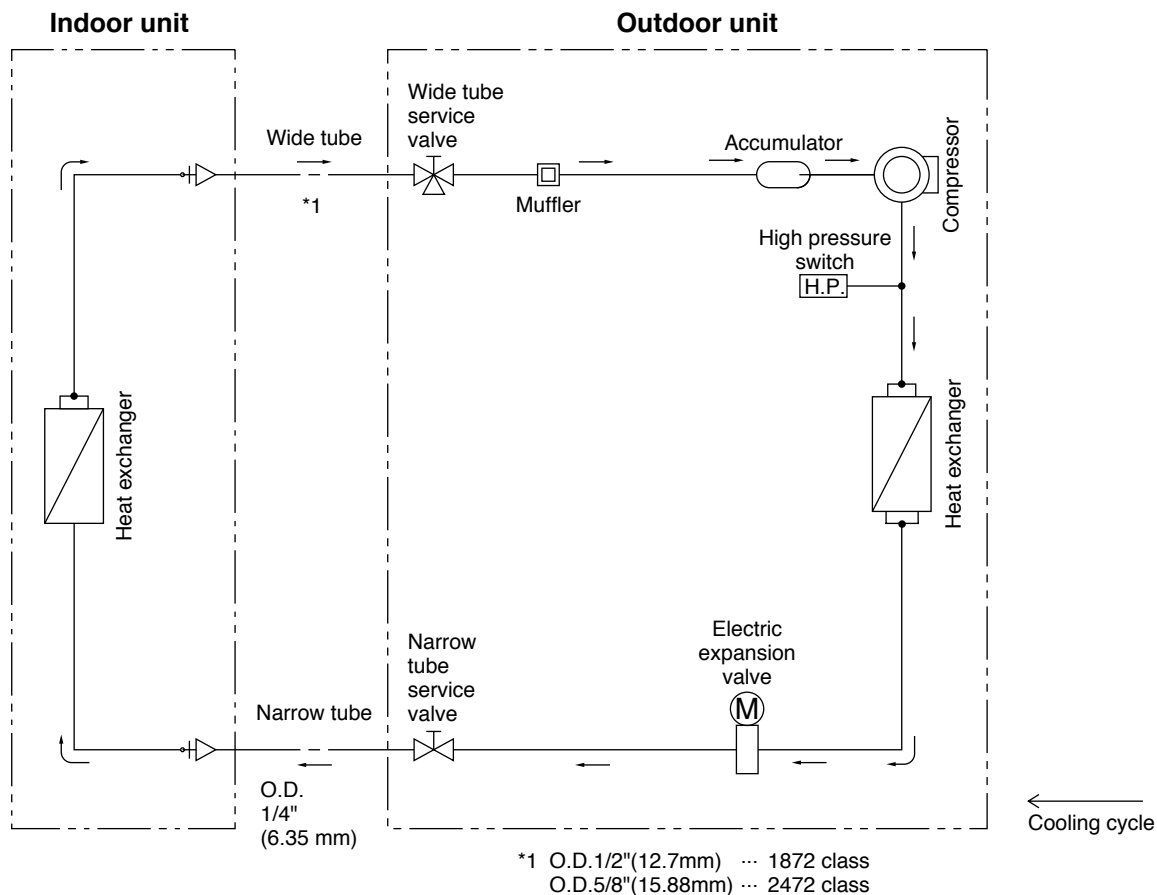 Indoor unit
Outdoor unit
Wide tube
*1
Wide tube
service
valve
Muffler
Accumulator
Compressor
High pressure
switch
H.P.
Heat exchanger
Heat exchanger
Narrow tube
O.D.
1/4"
(6.35 mm)
Narrow
tube
service
valve
Electric
expansion
valve
M
Cooling cycle
*1 O.D.1/2"(12.7mm) ··· 1872 class
O.D.5/8"(15.88mm) ··· 2472 class